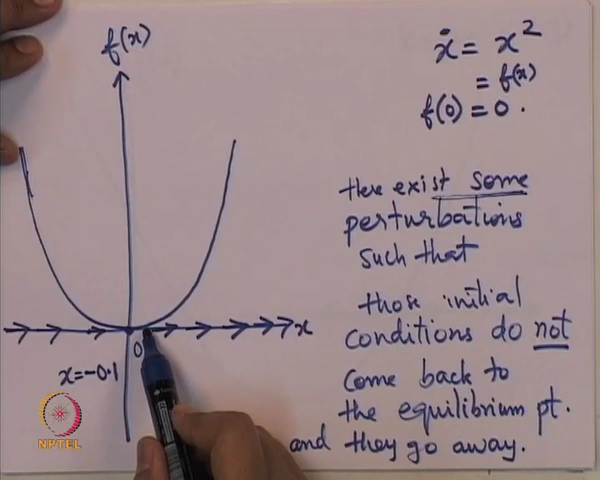 f(x)
ẋ = x²
= f(x)
f(0) = 0.
there exist some
perturbations
such that
those initial
conditions do not
come back to
the equilibrium pt.
and they go away.
x
0
x=-0.1
NPTEL